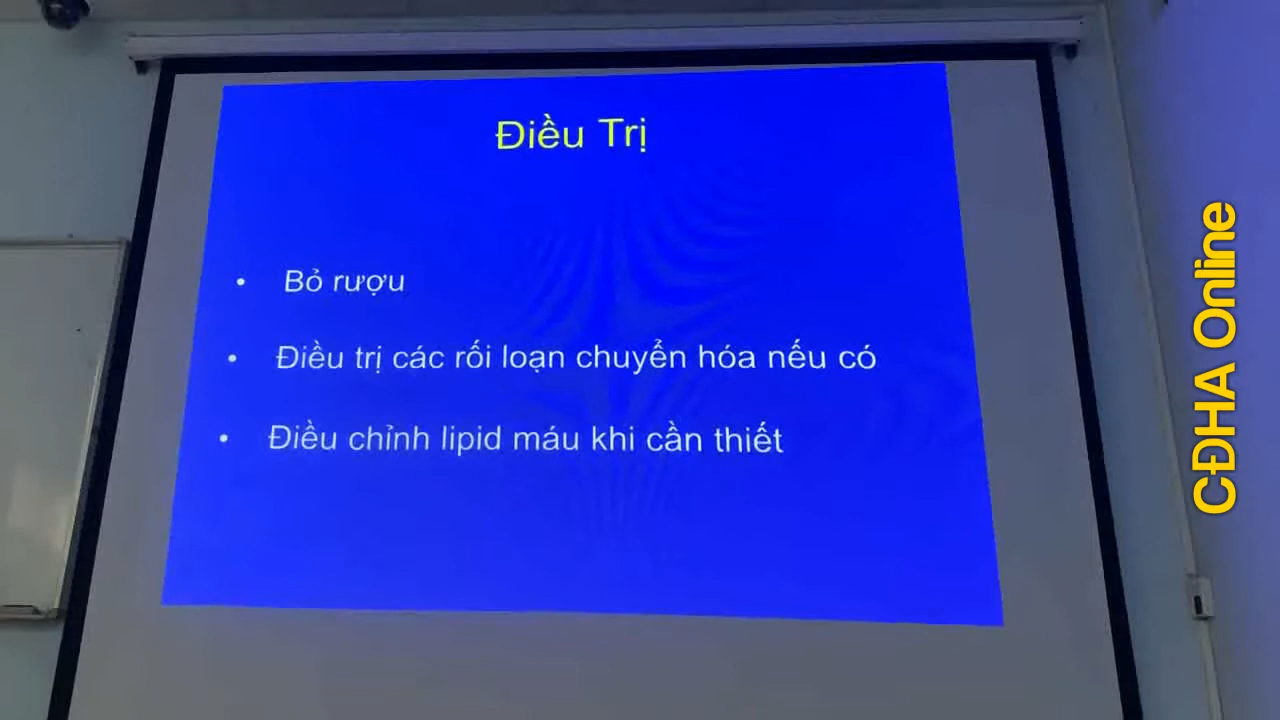 Điều Trị
• Bỏ rượu
• Điều trị các rối loạn chuyển hóa nếu có
• Điều chỉnh lipid máu khi cần thiết
CĐHA Online